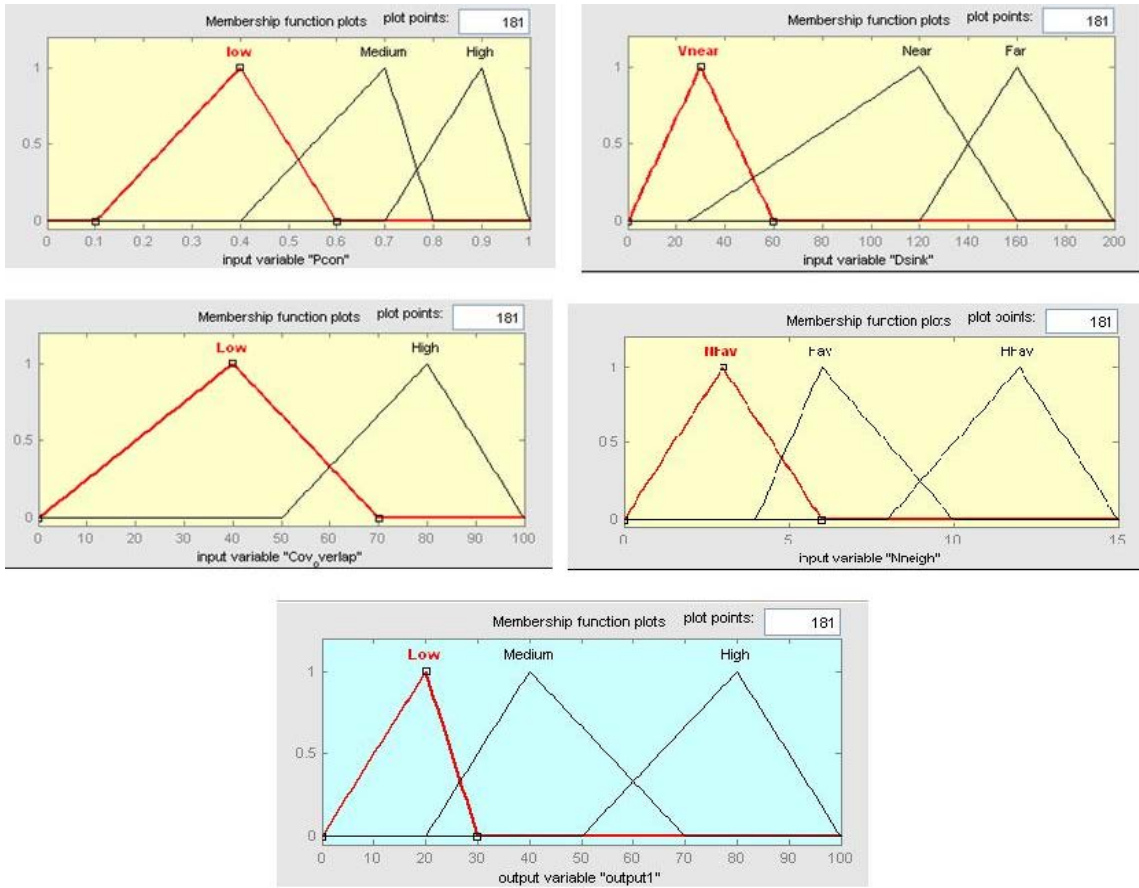 Membership function plots plot points: 181
low Medium High
1
0.5
0
0 0.1 0.2 0.3 0.4 0.5 0.6 0.7 0.8 0.9 1
input variable "Pcon"
Membership function plots plot points: 181
Vnear Near Far
1
0.5
0
0 20 40 60 80 100 120 140 160 180 200
input variable "Dsink"
Membership function plots plot points: 181
Low High
1
0.5
0
0 10 20 30 40 50 60 70 80 90 100
input variable "Cov_overlap"
Membership function plots plot points: 181
NFav Fav HFav
1
0.5
0
0 5 10 15
input variable "Nneigh"
Membership function plots plot points: 181
Low Medium High
1
0.5
0
0 10 20 30 40 50 60 70 80 90 100
output variable "output1"